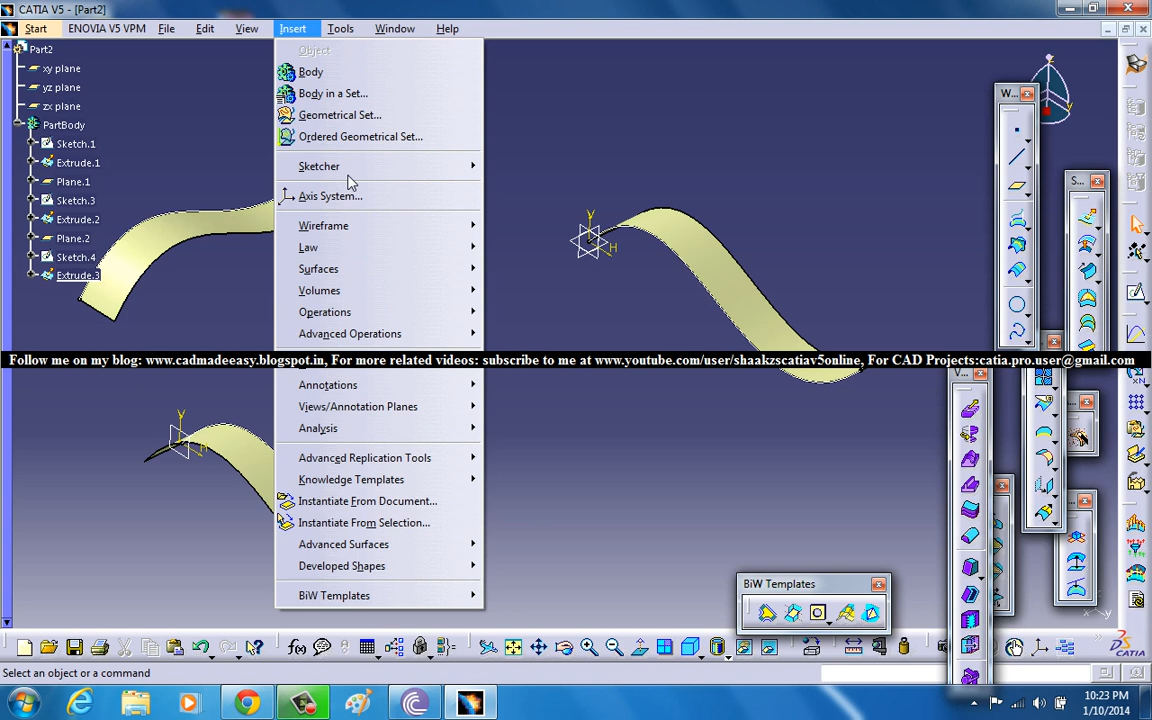 CATIA V5 - [Part2]
Start ENOVIA V5 VPM File Edit View Insert Tools Window Help
Part2
xy plane
yz plane
zx plane
PartBody
Sketch.1
Extrude.1
Plane.1
Sketch.3
Extrude.2
Plane.2
Sketch.4
Extrude.3
Object
Body
Body in a Set...
Geometrical Set...
Ordered Geometrical Set...
Sketcher
Axis System...
Wireframe
Law
Surfaces
Volumes
Operations
Advanced Operations
Follow me on my blog: www.cadmadeeasy.blogspot.in, For more related videos: subscribe to me at www.youtube.com/user/shaakzscatiav5online, For CAD Projects:catia.pro.user@gmail.com
Annotations
Views/Annotation Planes
Analysis
Advanced Replication Tools
Knowledge Templates
Instantiate From Document...
Instantiate From Selection...
Advanced Surfaces
Developed Shapes
BiW Templates
y
H
y
W...
S...
V...
BiW Templates
CATIA
Select an object or a command
10:23 PM
1/10/2014